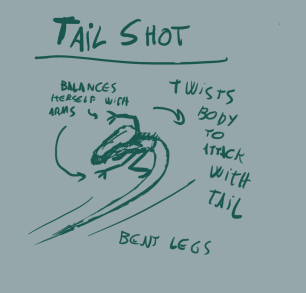 TAIL SHOT
BALANCES
HERSELF WITH
ARMS
TWISTS
BODY
TO
ATTACK
WITH
TAIL
BENT LEGS